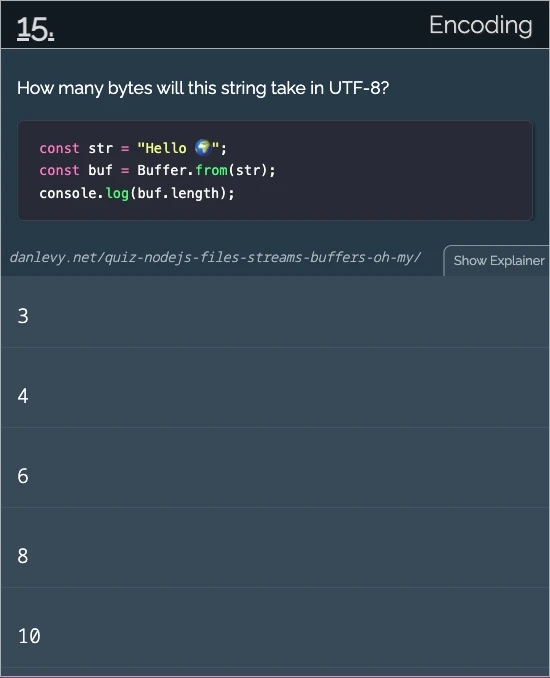 15.
Encoding
How many bytes will this string take in UTF-8?
const str = "Hello 🌍";
const buf = Buffer.from(str);
console.log(buf.length);
danlevy.net/quiz-nodejs-files-streams-buffers-oh-my/
Show Explainer
3
4
6
8
10